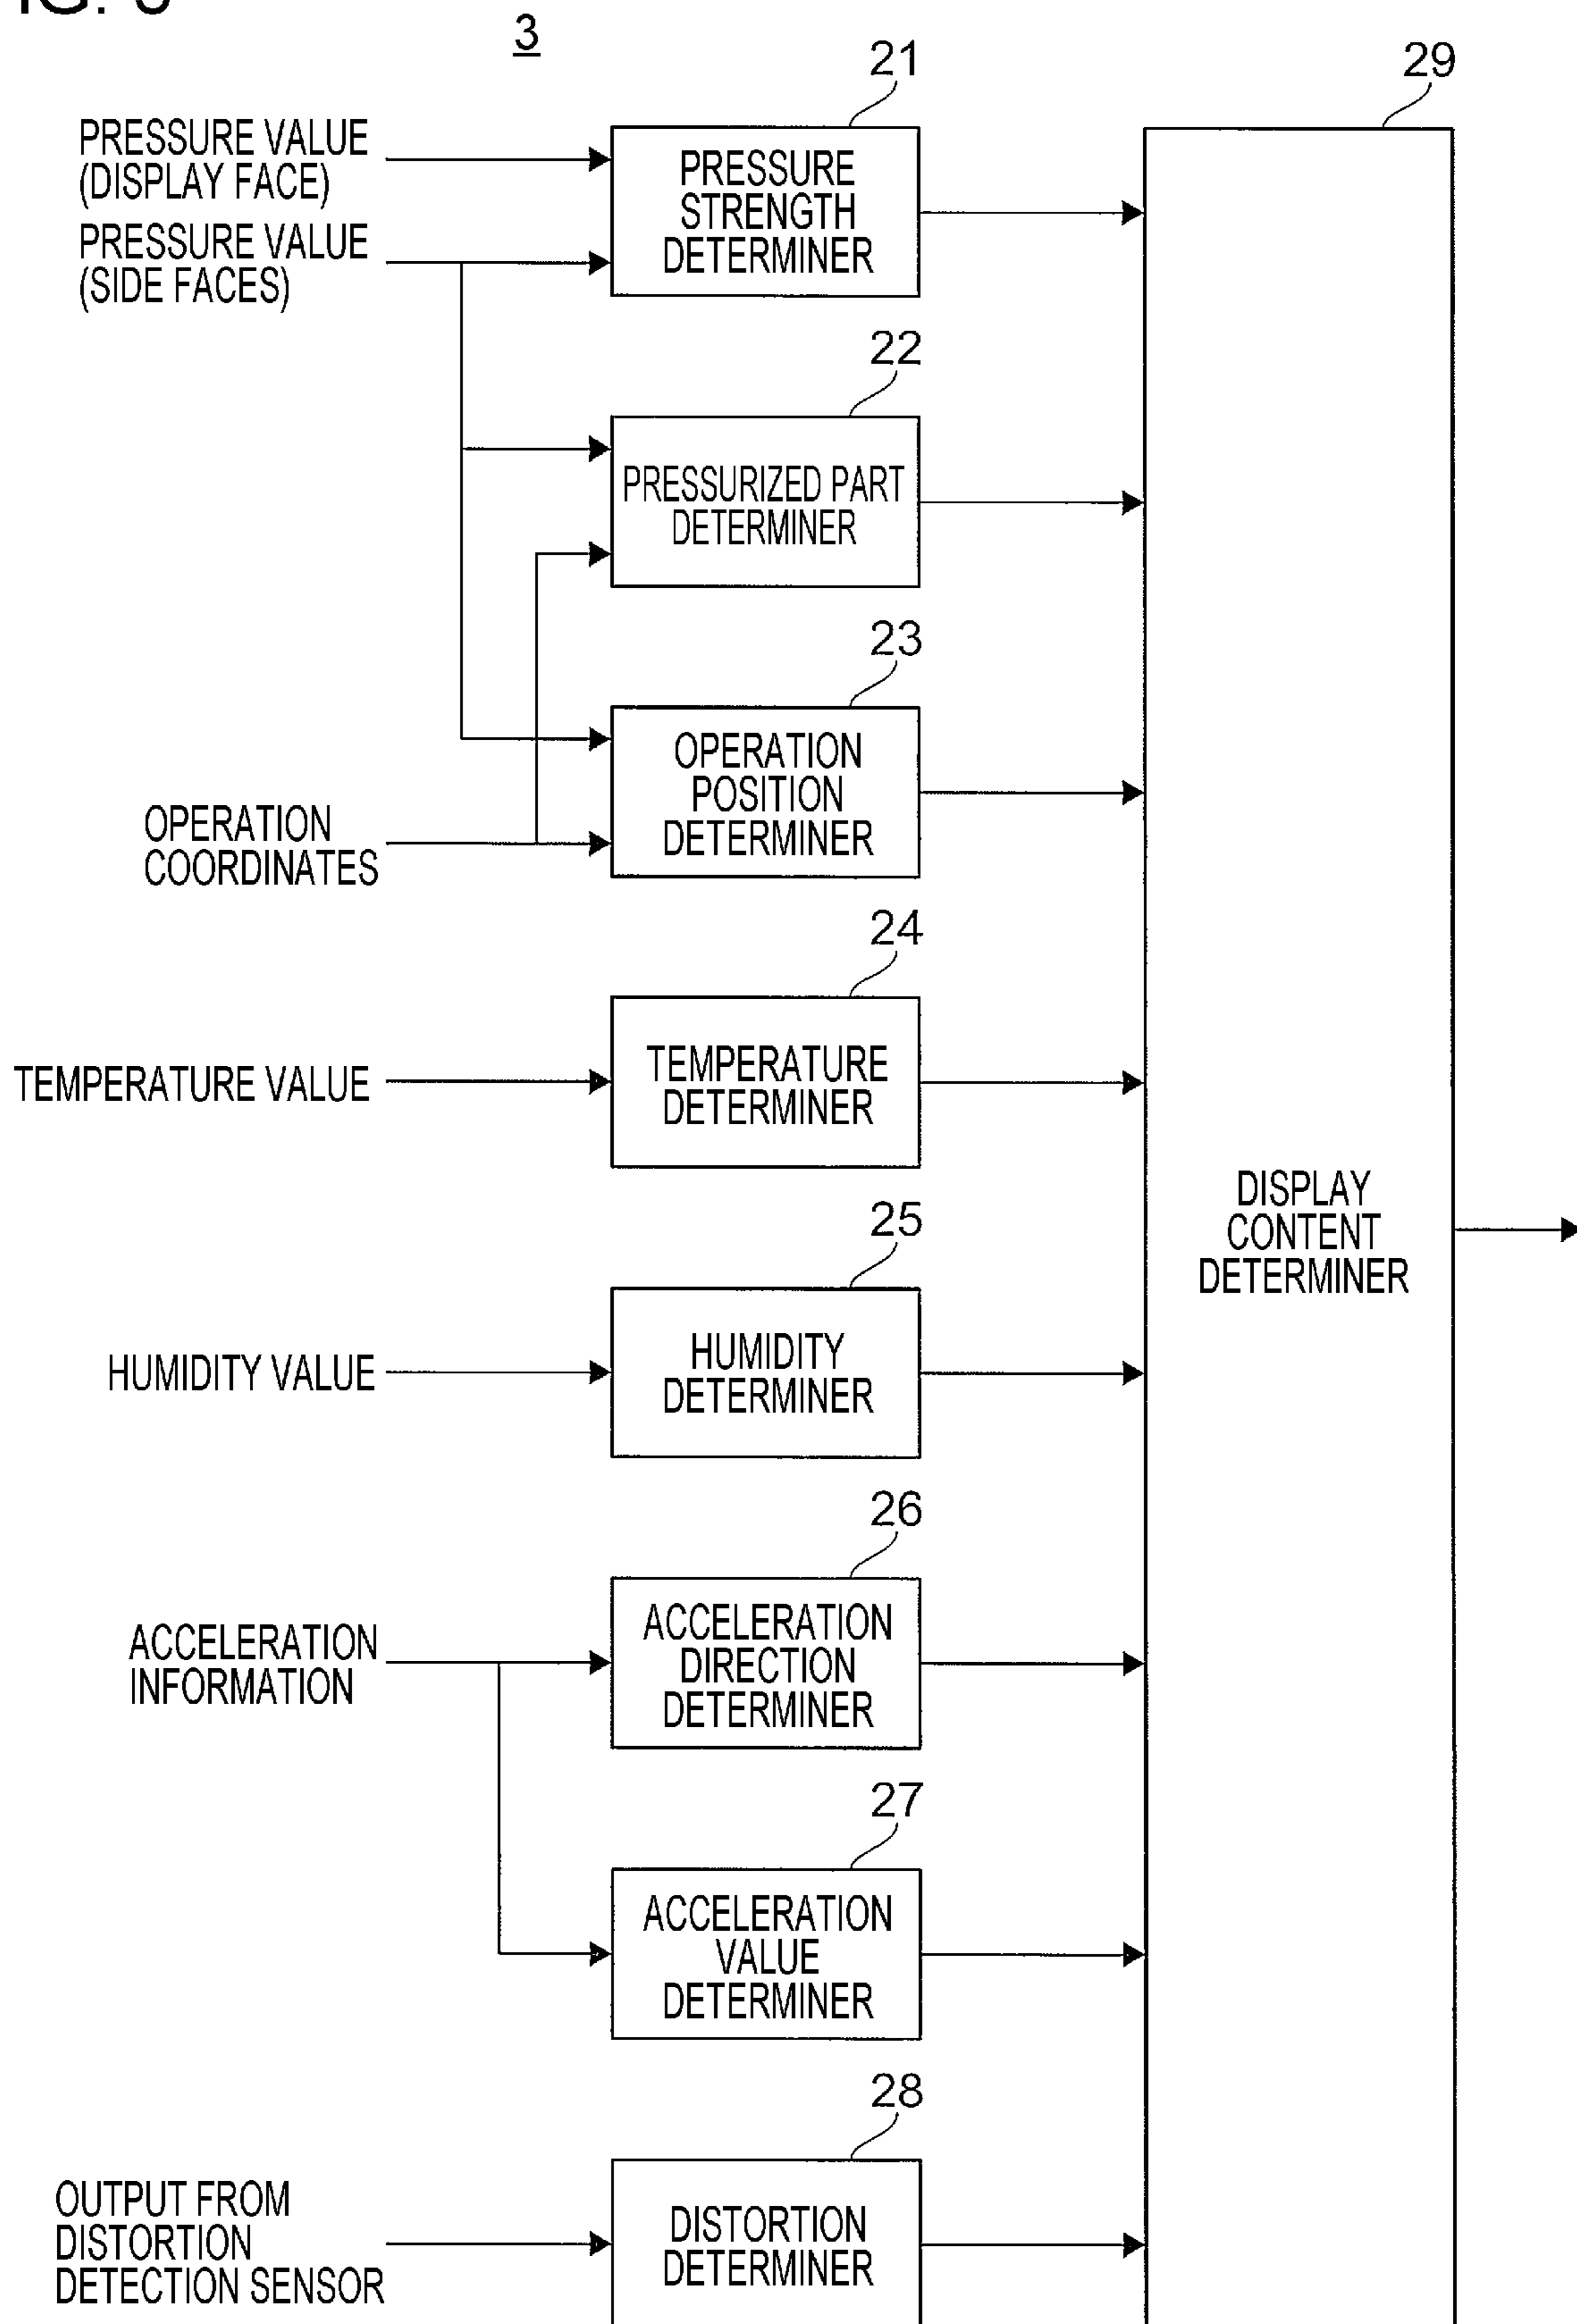 3
21
29
PRESSURE VALUE
(DISPLAY FACE)
PRESSURE
STRENGTH
DETERMINER
PRESSURE VALUE
(SIDE FACES)
22
PRESSURIZED PART
DETERMINER
23
OPERATION
POSITION
DETERMINER
OPERATION
COORDINATES
24
TEMPERATURE VALUE
TEMPERATURE
DETERMINER
DISPLAY
CONTENT
DETERMINER
25
HUMIDITY VALUE
HUMIDITY
DETERMINER
26
ACCELERATION
INFORMATION
ACCELERATION
DIRECTION
DETERMINER
27
ACCELERATION
VALUE
DETERMINER
28
OUTPUT FROM
DISTORTION
DETECTION SENSOR
DISTORTION
DETERMINER